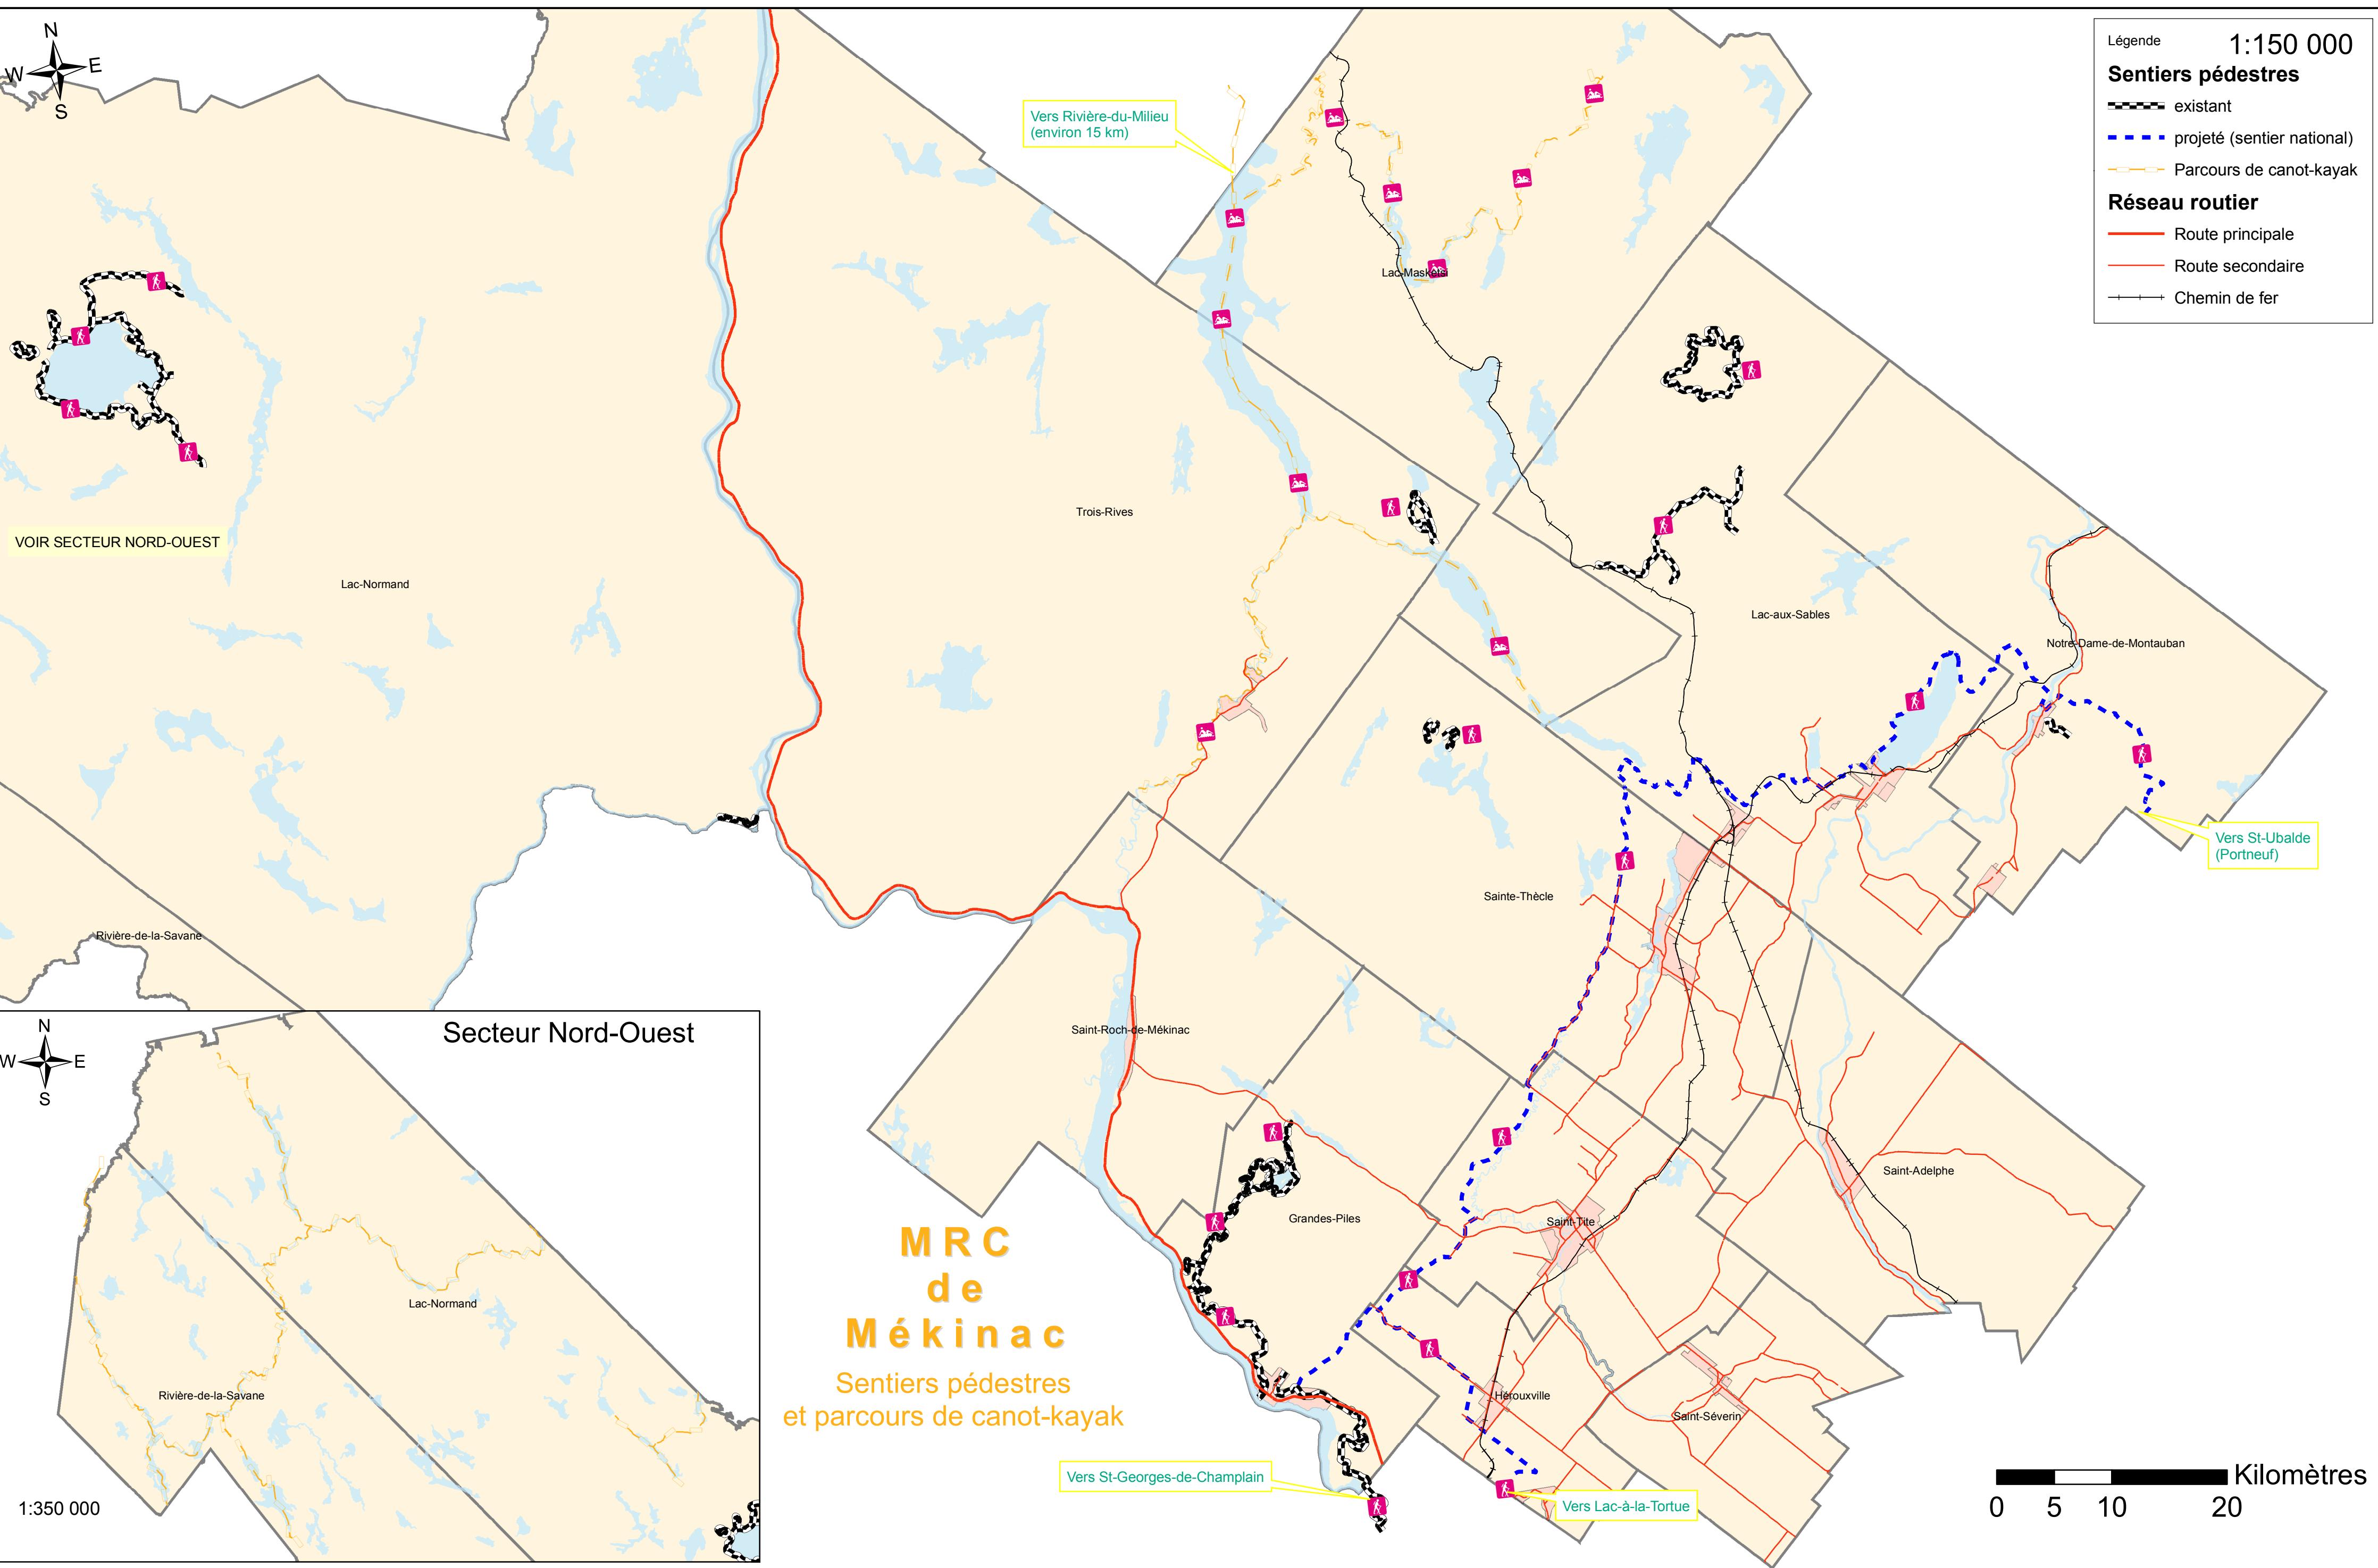 N
W E
S
Légende 1:150 000
Sentiers pédestres
existant
projeté (sentier national)
Parcours de canot-kayak
Réseau routier
Route principale
Route secondaire
Chemin de fer
Vers Rivière-du-Milieu
(environ 15 km)
Lac-Masketsi
Trois-Rives
VOIR SECTEUR NORD-OUEST
Lac-Normand
Lac-aux-Sables
Notre-Dame-de-Montauban
Vers St-Ubalde
(Portneuf)
Sainte-Thècle
Rivière-de-la-Savane
Saint-Roch-de-Mékinac
Saint-Adelphe
Grandes-Piles
Saint-Tite
Hérouxville
Saint-Séverin
Vers St-Georges-de-Champlain
Vers Lac-à-la-Tortue
MRC
de
Mékinac
Sentiers pédestres
et parcours de canot-kayak
Secteur Nord-Ouest
N
W E
S
Lac-Normand
Rivière-de-la-Savane
1:350 000
Kilomètres
0 5 10 20